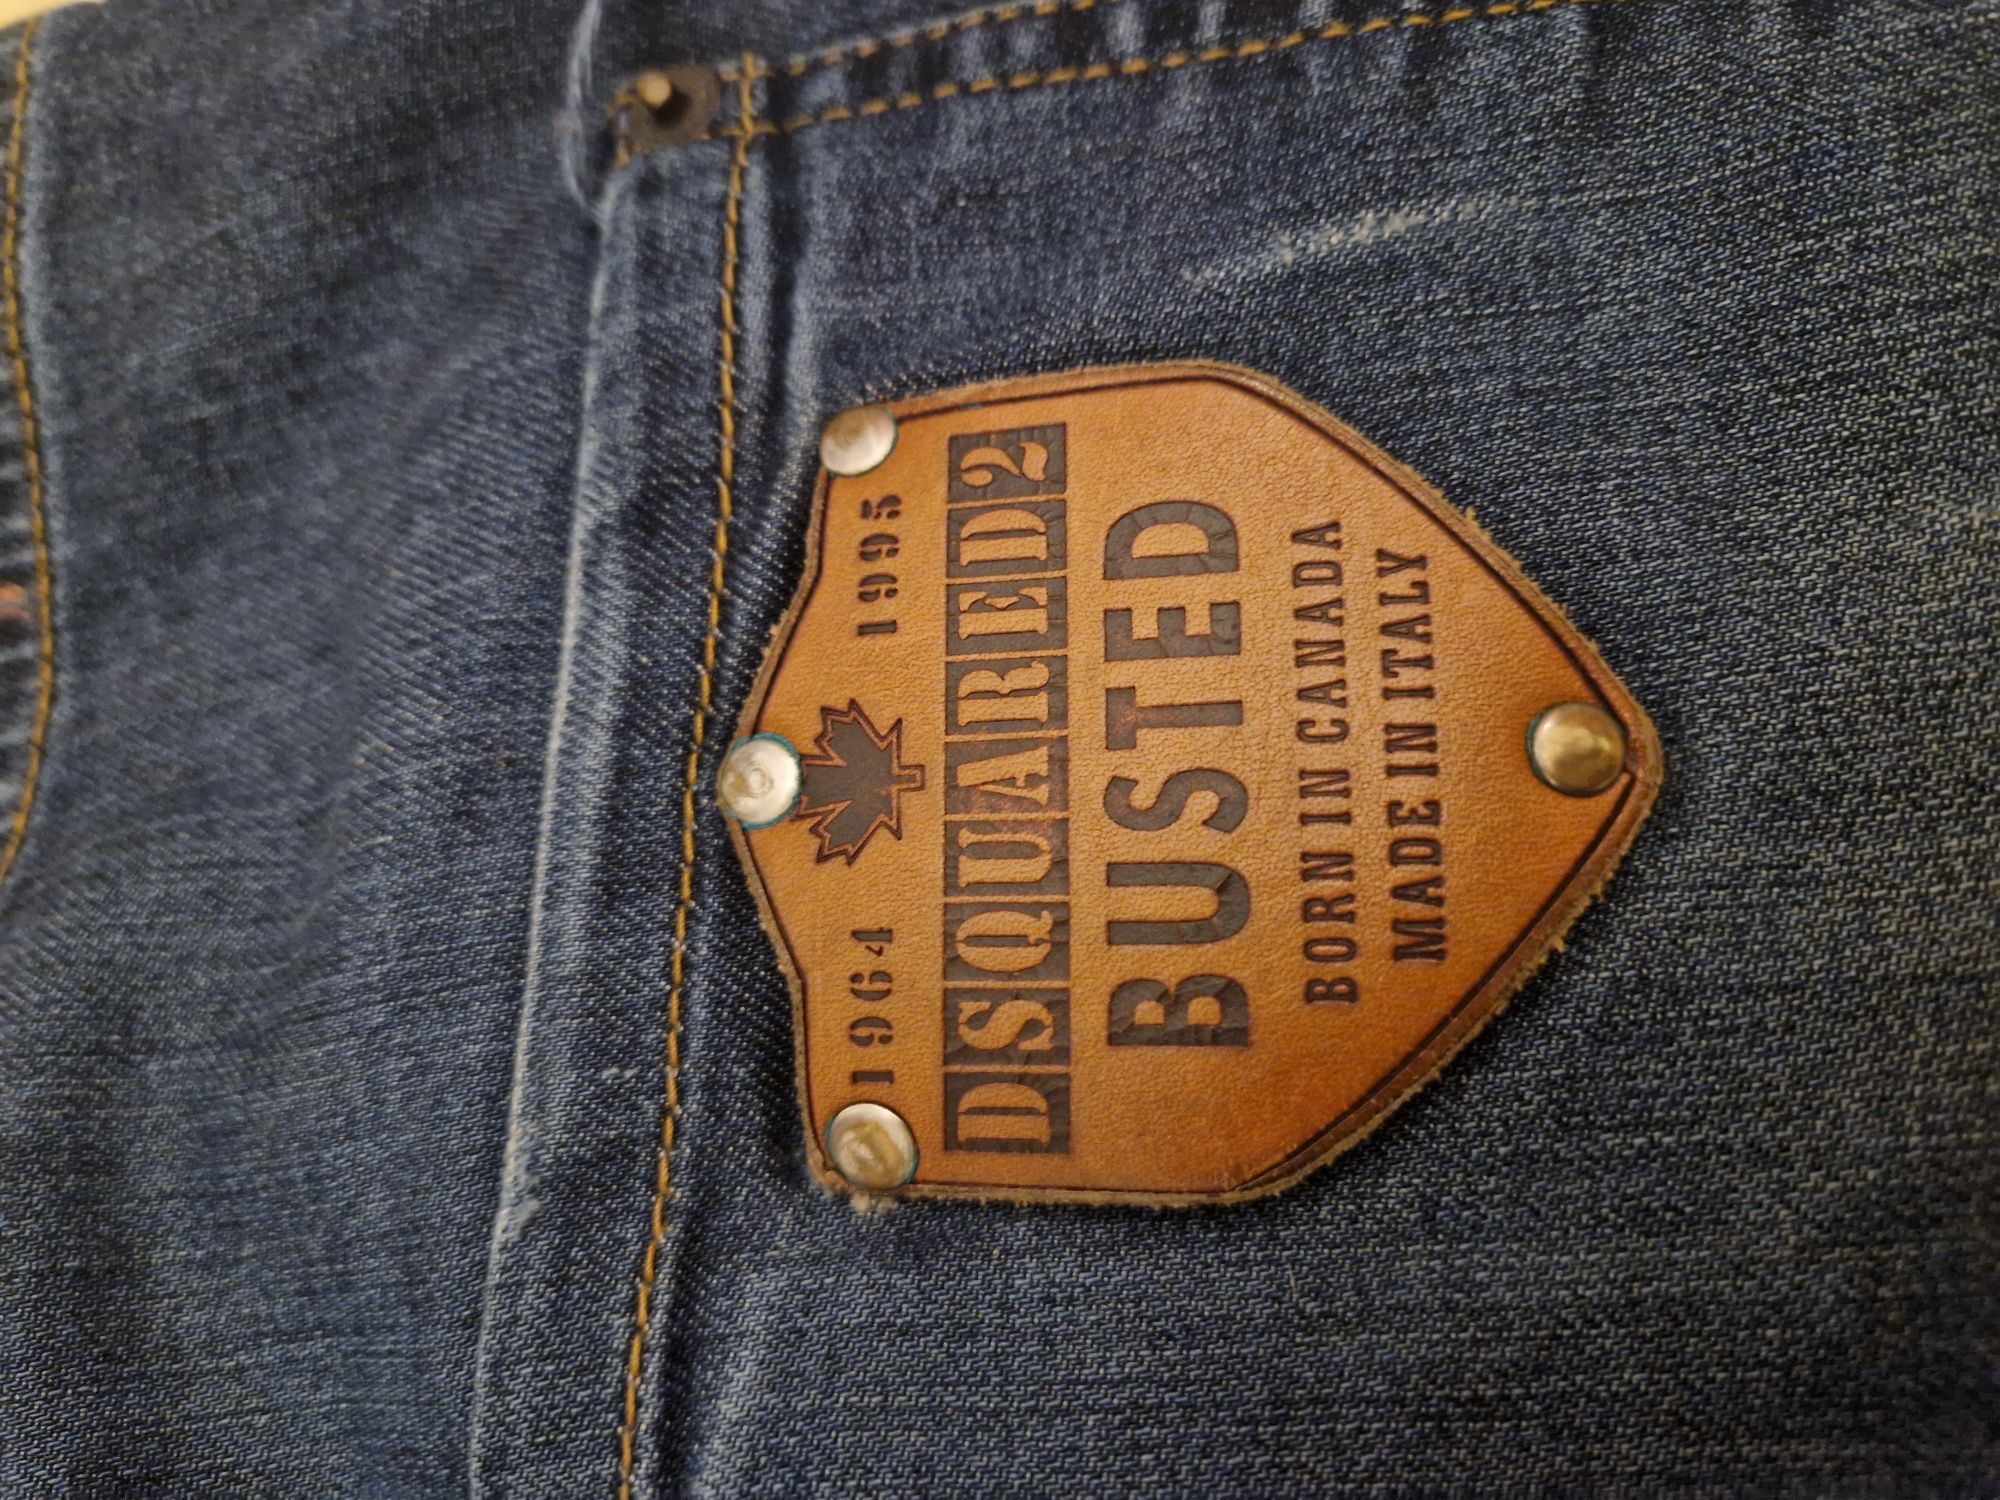 1964 1995
DSQUARED2
BUSTED
BORN IN CANADA
MADE IN ITALY